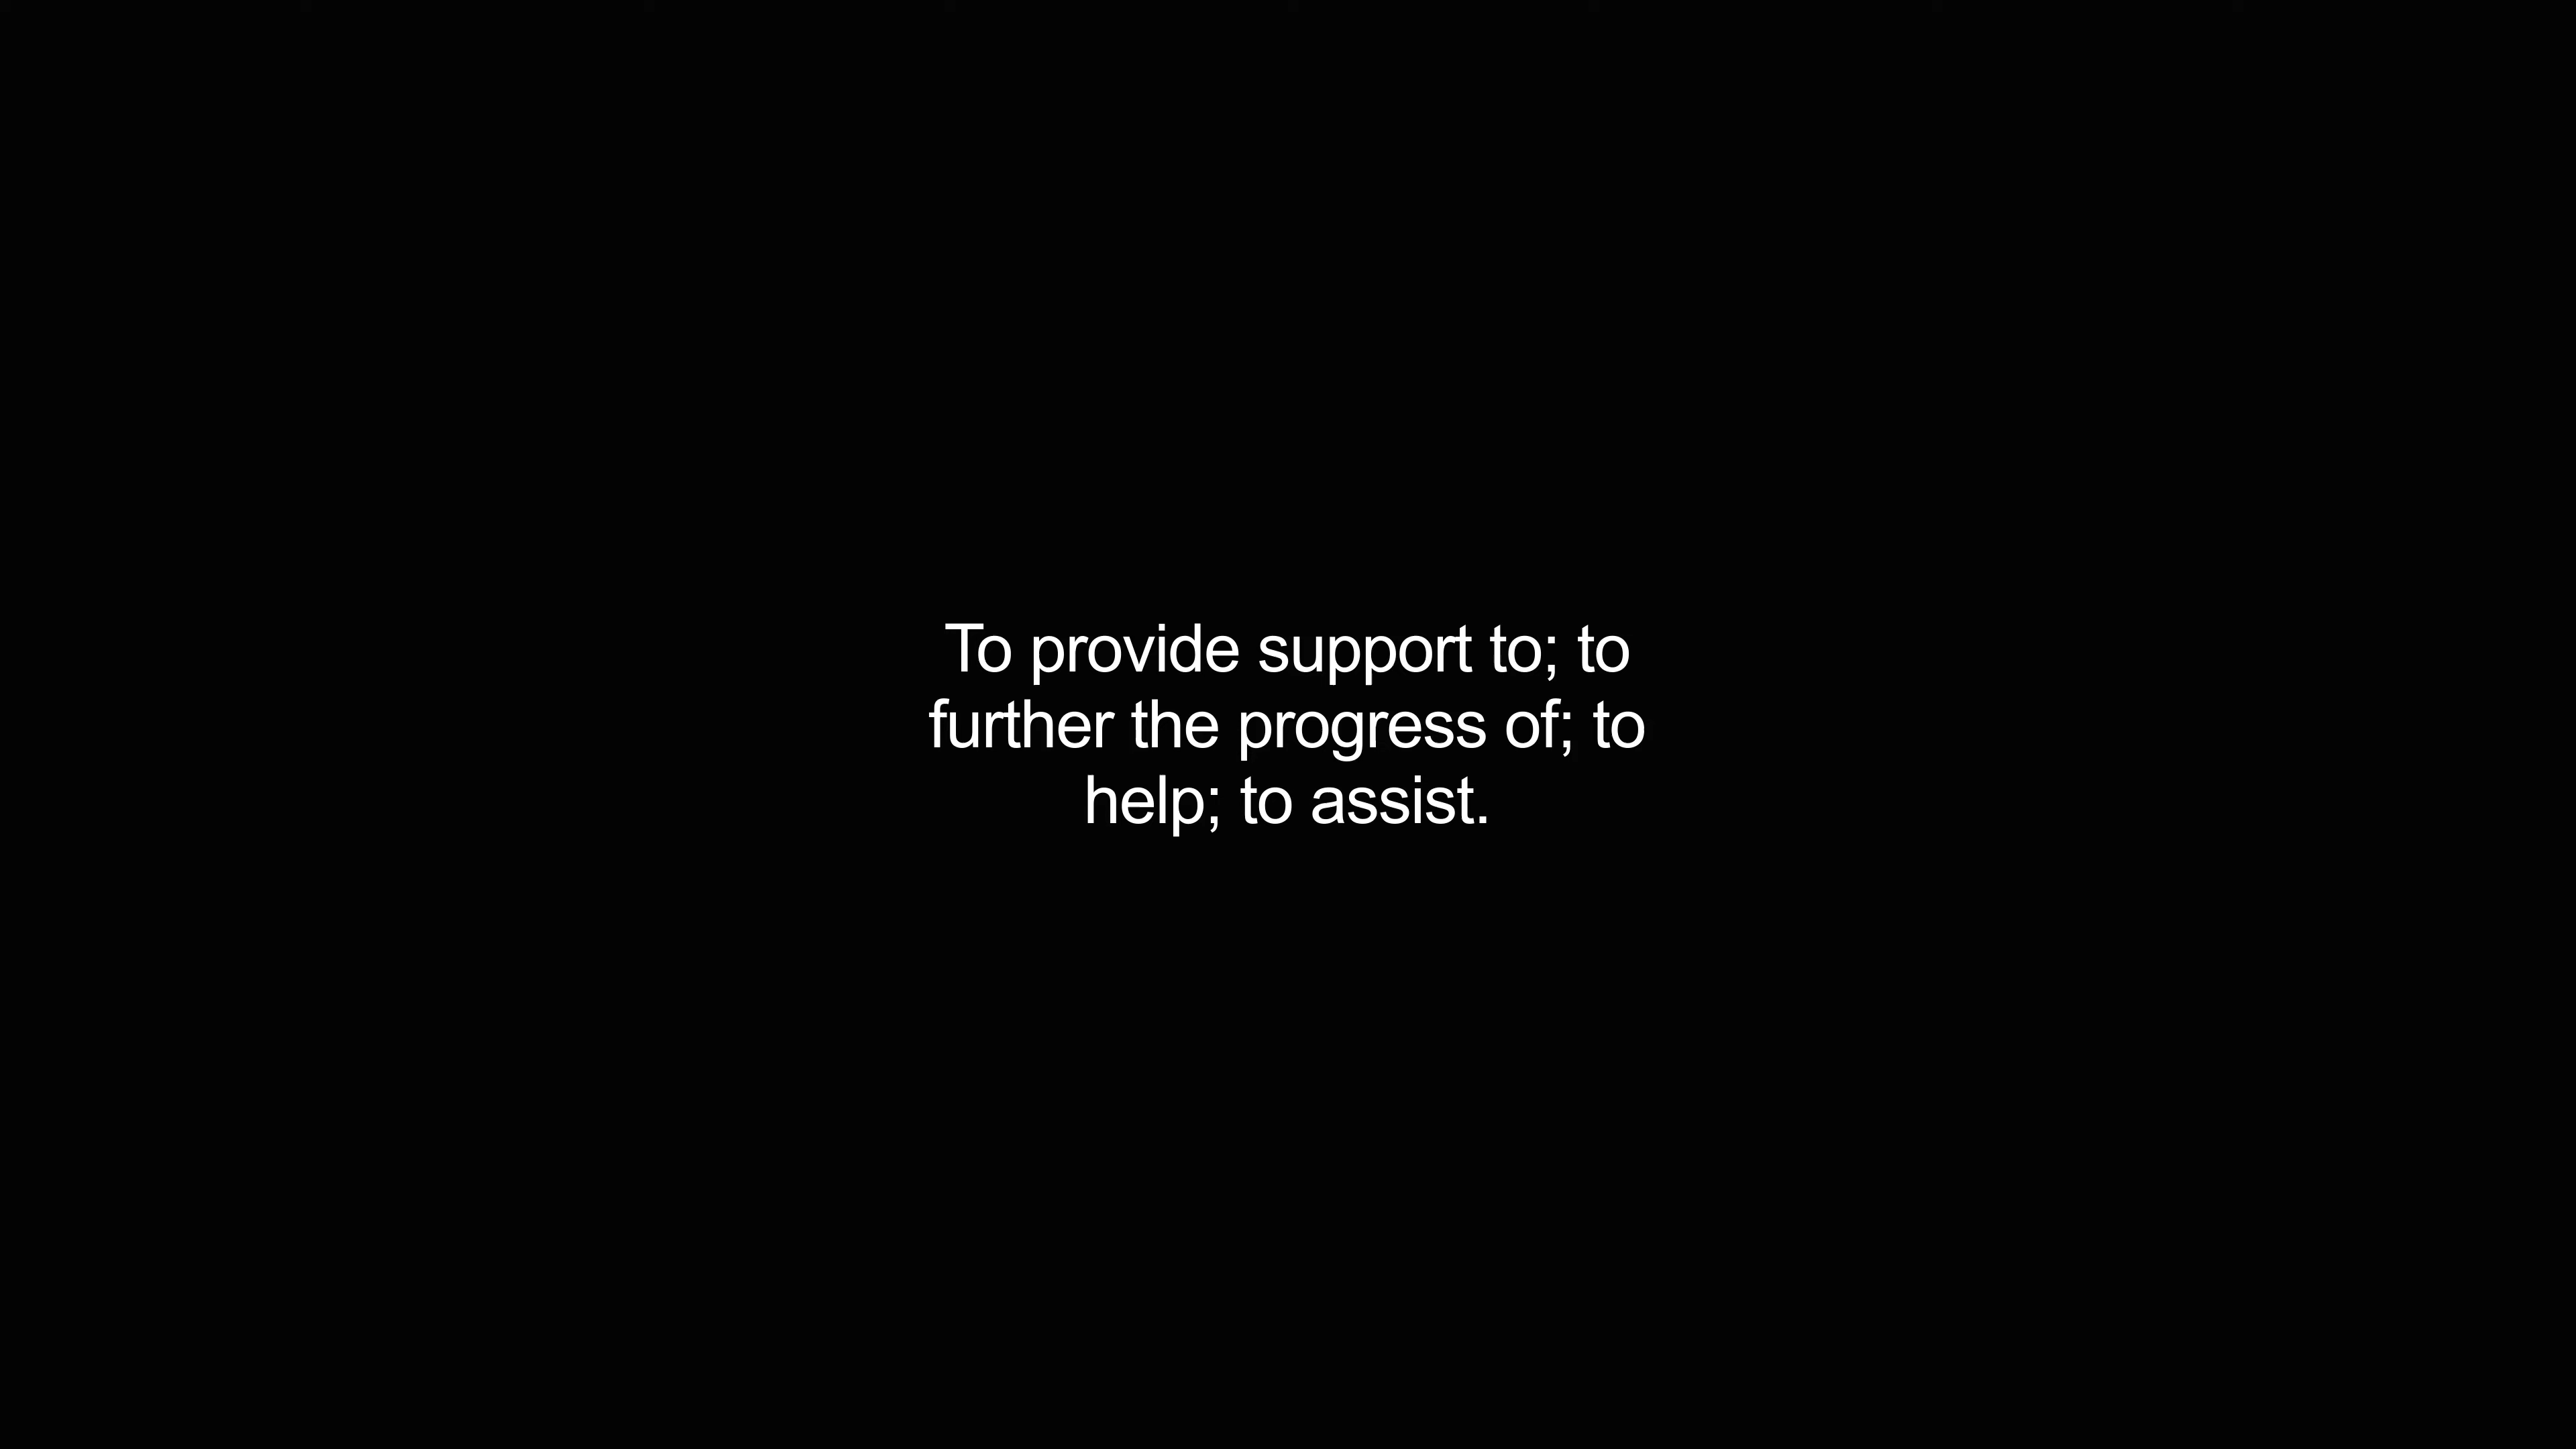 To provide support to; to
further the progress of; to
help; to assist.